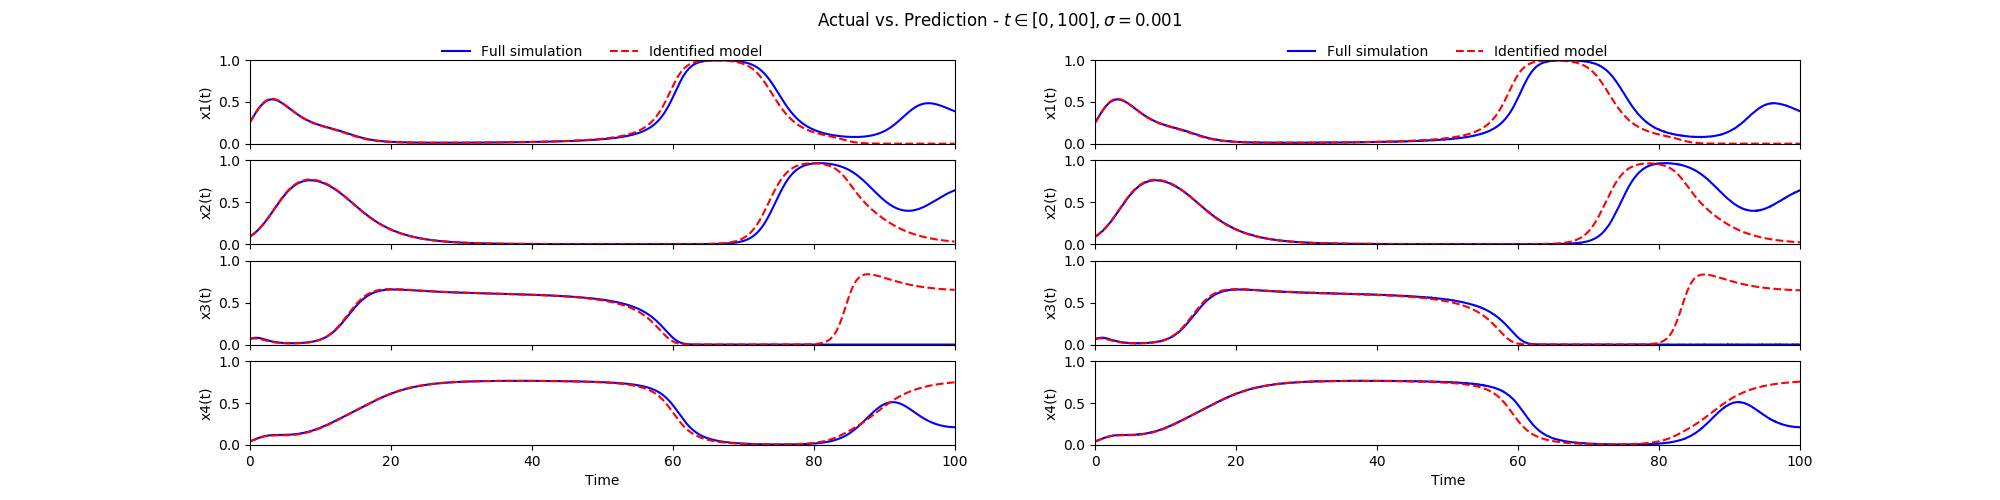 Actual vs. Prediction - t ∈ [0, 100], σ = 0.001
Full simulation
Identified model
x1(t)
1.0
0.5
0.0
x2(t)
1.0
0.5
0.0
x3(t)
1.0
0.5
0.0
x4(t)
1.0
0.5
0.0
0 20 40 60 80 100
Time
Full simulation
Identified model
x1(t)
1.0
0.5
0.0
x2(t)
1.0
0.5
0.0
x3(t)
1.0
0.5
0.0
x4(t)
1.0
0.5
0.0
0 20 40 60 80 100
Time